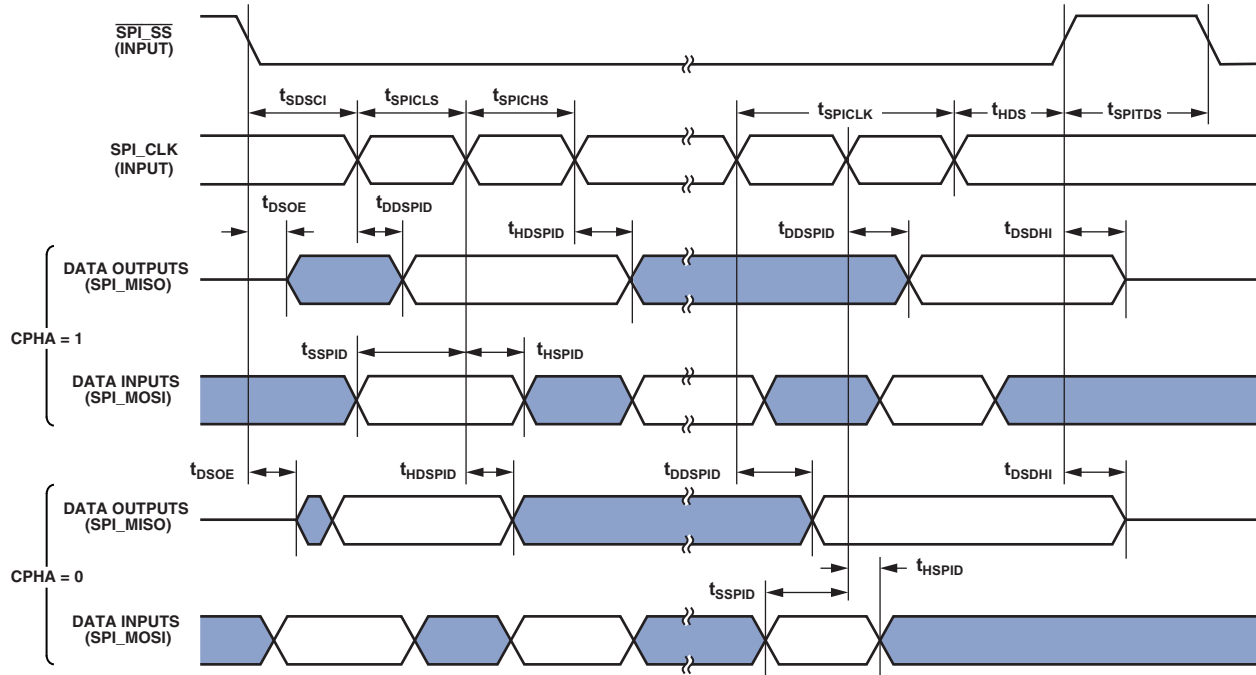 SPI_SS
(INPUT)
tSDSCI
tSPICLS
tSPICHS
tSPICLK
tHDS
tSPITDS
SPI_CLK
(INPUT)
tDSOE
tDDSPID
tHDSPID
tDDSPID
tDSDHI
DATA OUTPUTS
(SPI_MISO)
CPHA = 1
tSSPID
tHSPID
DATA INPUTS
(SPI_MOSI)
tDSOE
tHDSPID
tDDSPID
tDSDHI
DATA OUTPUTS
(SPI_MISO)
CPHA = 0
tHSPID
tSSPID
DATA INPUTS
(SPI_MOSI)